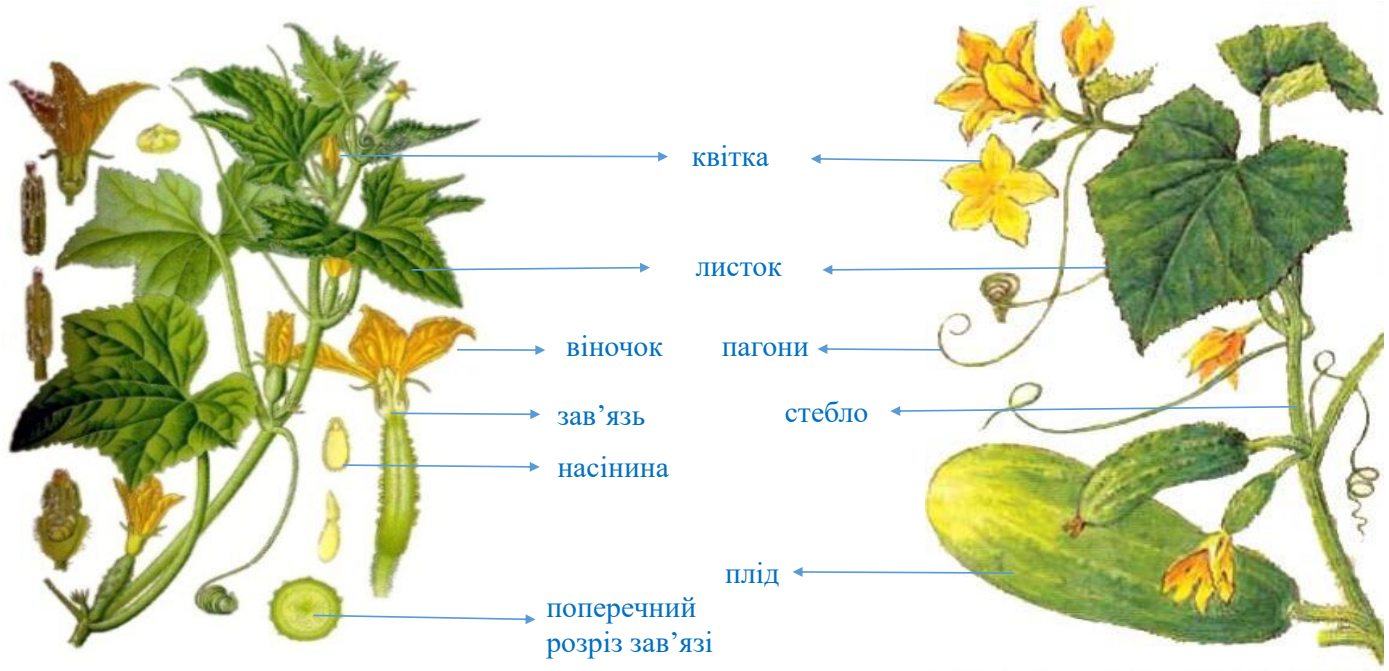 квітка
листок
віночок
пагони
зав’язь
стебло
насінина
плід
поперечний
розріз зав’язі